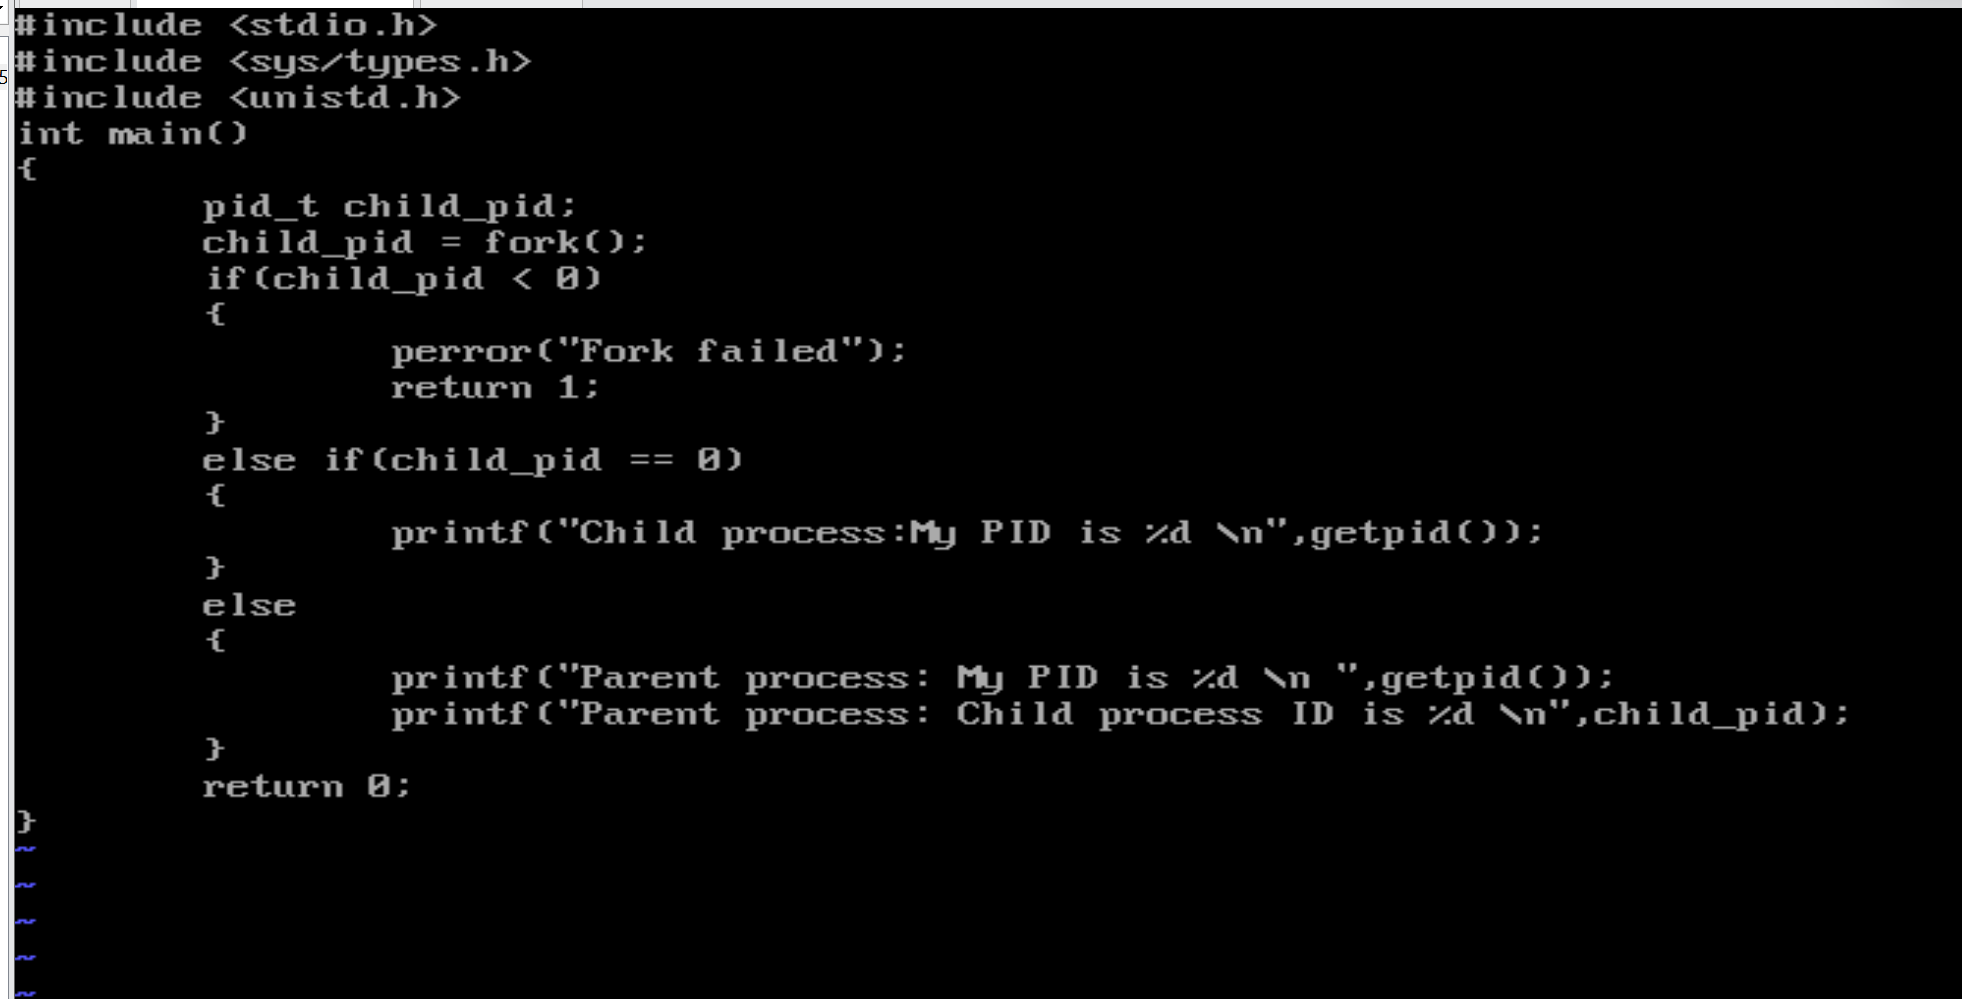 #include <stdio.h>
#include <sys/types.h>
#include <unistd.h>
int main()
{
        pid_t child_pid;
        child_pid = fork();
        if(child_pid < 0)
        {
                perror("Fork failed");
                return 1;
        }
        else if(child_pid == 0)
        {
                printf("Child process:My PID is %d \n",getpid());
        }
        else
        {
                printf("Parent process: My PID is %d \n ",getpid());
                printf("Parent process: Child process ID is %d \n",child_pid);
        }
        return 0;
}
~
~
~
~
~